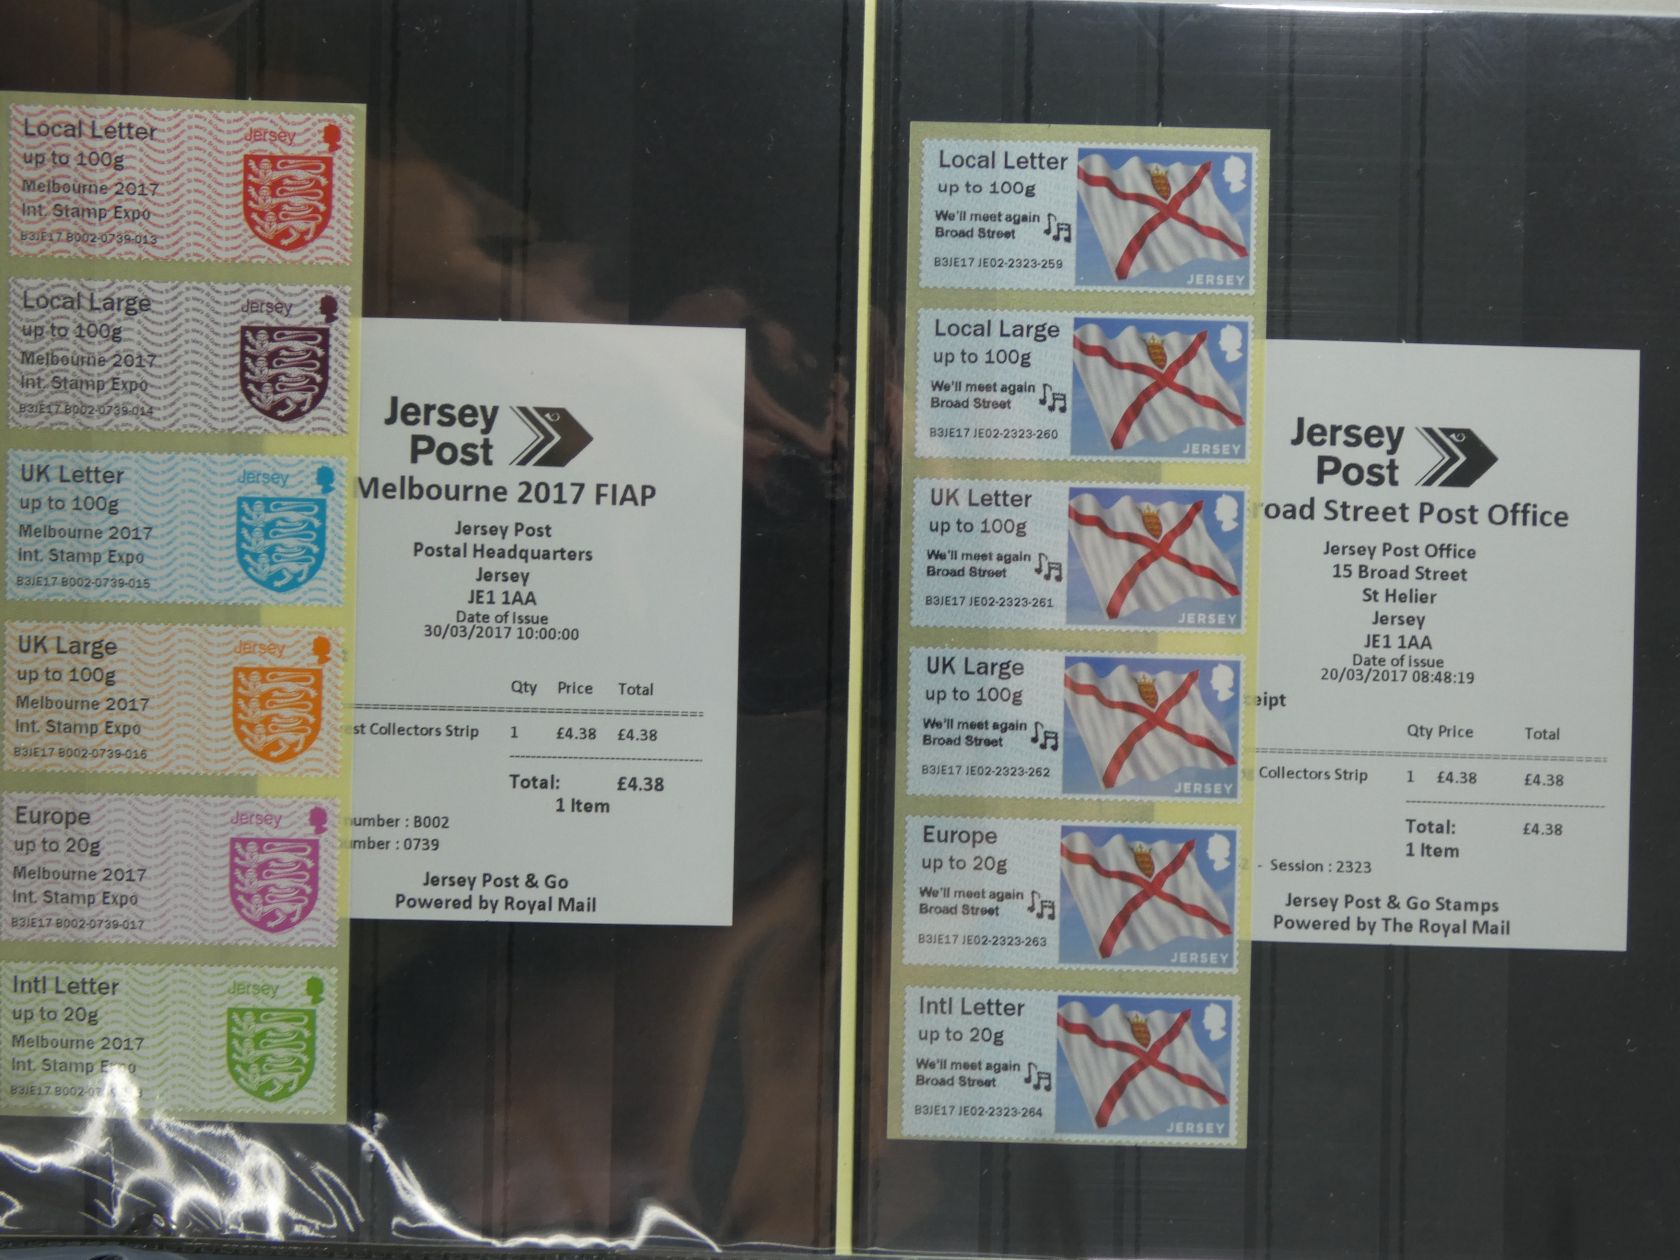 Local Letter
up to 100g
Melbourne 2017
Int. Stamp Expo
B3JE17 B002-0739-013
Jersey
Local Large
up to 100g
Melbourne 2017
Int. Stamp Expo
B3JE17 B002-0739-014
Jersey
UK Letter
up to 100g
Melbourne 2017
Int. Stamp Expo
B3JE17 B002-0739-015
Jersey
UK Large
up to 100g
Melbourne 2017
Int. Stamp Expo
B3JE17 B002-0739-016
Jersey
Europe
up to 20g
Melbourne 2017
Int. Stamp Expo
B3JE17 B002-0739-017
Jersey
Intl Letter
up to 20g
Melbourne 2017
Int. Stamp Expo
B3JE17
Jersey
Jersey
Post
Melbourne 2017 FIAP
Jersey Post
Postal Headquarters
Jersey
JE1 1AA
Date of Issue
30/03/2017 10:00:00
Qty Price Total
est Collectors Strip 1 £4.38 £4.38
Total: £4.38
1 Item
number : B002
umber : 0739
Jersey Post & Go
Powered by Royal Mail
Local Letter
up to 100g
We'll meet again
Broad Street
B3JE17 JE02-2323-259
JERSEY
Local Large
up to 100g
We'll meet again
Broad Street
B3JE17 JE02-2323-260
JERSEY
UK Letter
up to 100g
We'll meet again
Broad Street
B3JE17 JE02-2323-261
JERSEY
UK Large
up to 100g
We'll meet again
Broad Street
B3JE17 JE02-2323-262
JERSEY
Europe
up to 20g
We'll meet again
Broad Street
B3JE17 JE02-2323-263
JERSEY
Intl Letter
up to 20g
We'll meet again
Broad Street
B3JE17 JE02-2323-264
JERSEY
Jersey
Post
road Street Post Office
Jersey Post Office
15 Broad Street
St Helier
Jersey
JE1 1AA
Date of issue
20/03/2017 08:48:19
eipt
Qty Price Total
Collectors Strip 1 £4.38 £4.38
Total: £4.38
1 Item
2 - Session : 2323
Jersey Post & Go Stamps
Powered by The Royal Mail